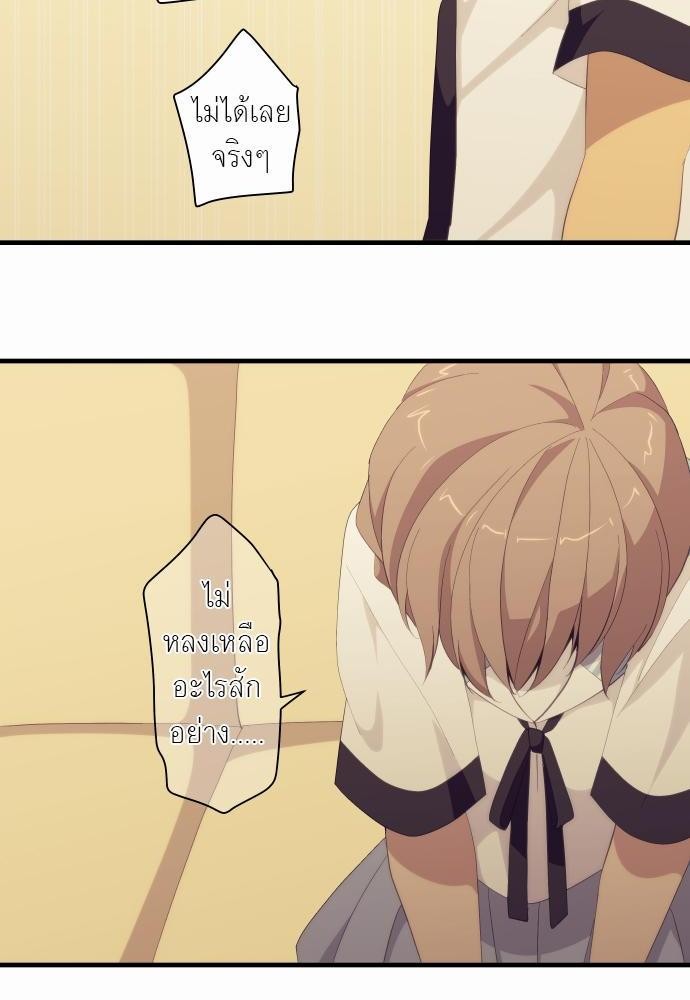 ไม่ได้เลย
จริงๆ
ไม่
หลงเหลือ
อะไรสัก
อย่าง.....